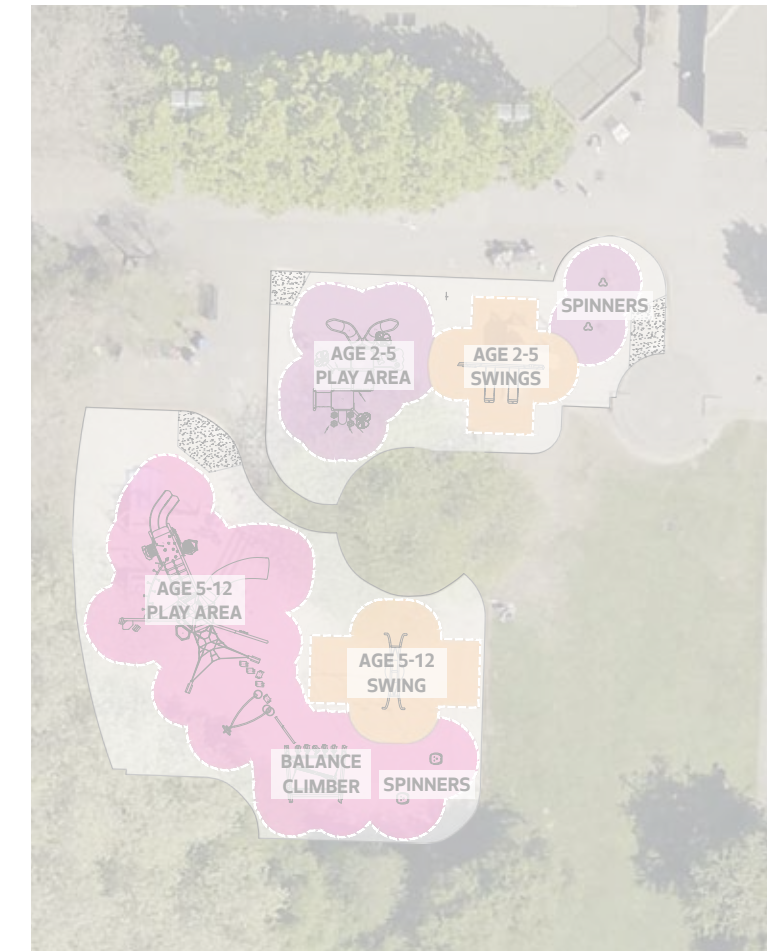 SPINNERS
AGE 2-5
PLAY AREA
AGE 2-5
SWINGS
AGE 5-12
PLAY AREA
AGE 5-12
SWING
BALANCE
CLIMBER
SPINNERS